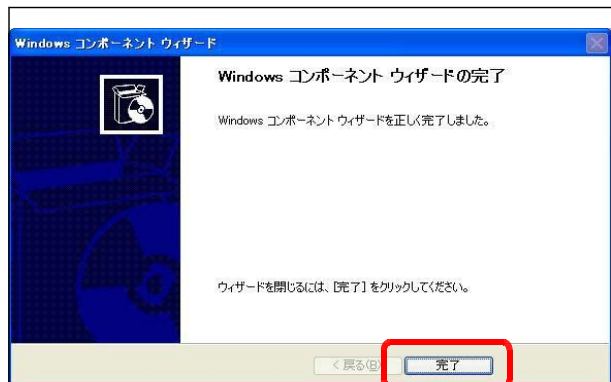 Windows コンポーネント ウィザード
Windows コンポーネント ウィザードの完了
Windows コンポーネント ウィザードを正しく完了しました。
ウィザードを閉じるには、[完了] をクリックしてください。
< 戻る(B)
完了